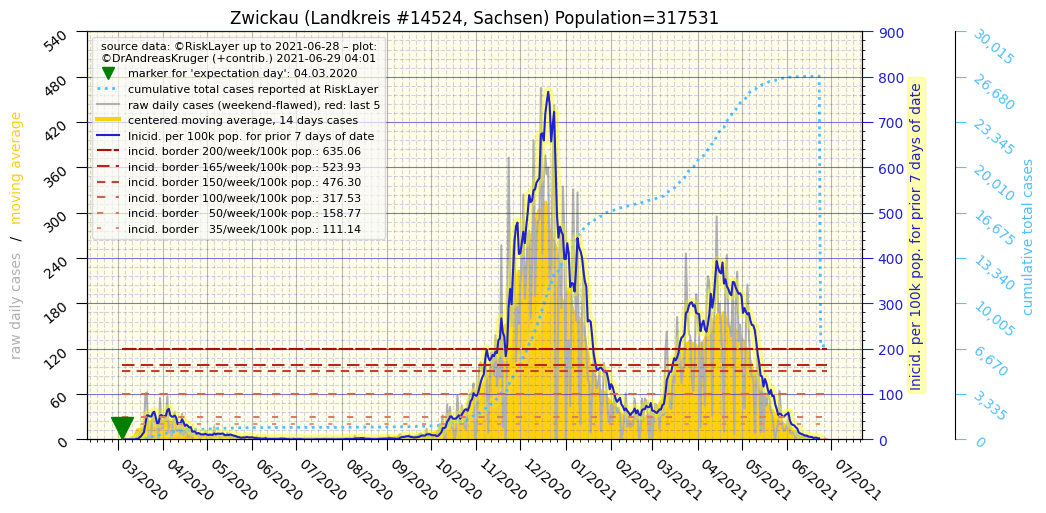 Zwickau (Landkreis #14524, Sachsen) Population=317531
source data: ©RiskLayer up to 2021-06-28 – plot:
©DrAndreasKruger (+contrib.) 2021-06-29 04:01
marker for 'expectation day': 04.03.2020
cumulative total cases reported at RiskLayer
raw daily cases (weekend-flawed), red: last 5
centered moving average, 14 days cases
Inicid. per 100k pop. for prior 7 days of date
incid. border 200/week/100k pop.: 635.06
incid. border 165/week/100k pop.: 523.93
incid. border 150/week/100k pop.: 476.30
incid. border 100/week/100k pop.: 317.53
incid. border   50/week/100k pop.: 158.77
incid. border   35/week/100k pop.: 111.14
raw daily cases / moving average
540
480
420
360
300
240
180
120
60
0
03/2020
04/2020
05/2020
06/2020
07/2020
08/2020
09/2020
10/2020
11/2020
12/2020
01/2021
02/2021
03/2021
04/2021
05/2021
06/2021
07/2021
900
800
700
600
500
400
300
200
100
0
Inicid. per 100k pop. for prior 7 days of date
30,015
26,680
23,345
20,010
16,675
13,340
10,005
6,670
3,335
0
cumulative total cases